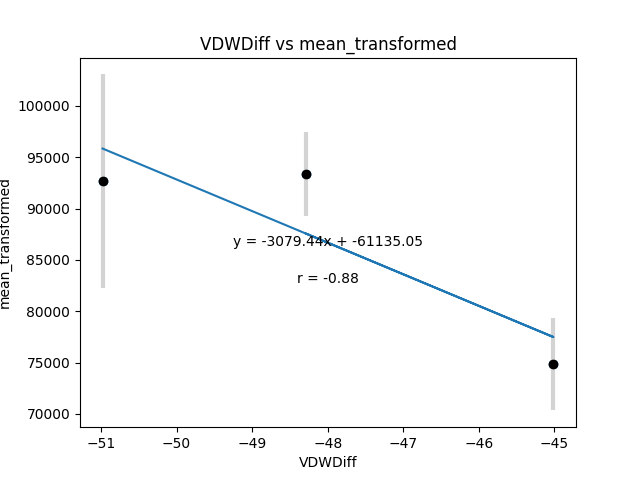 VDWDiff vs mean_transformed
mean_transformed
100000
95000
90000
85000
80000
75000
70000
y = -3079.44x + -61135.05
r = -0.88
−51
−50
−49
−48
−47
−46
−45
VDWDiff